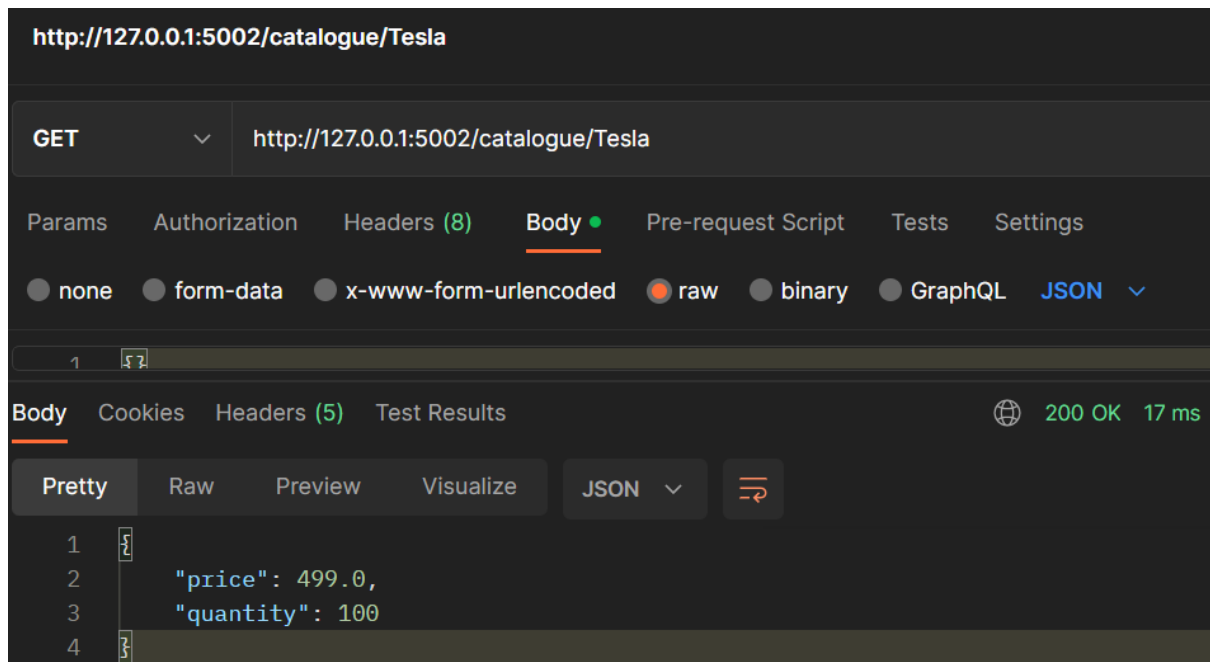 http://127.0.0.1:5002/catalogue/Tesla
GET http://127.0.0.1:5002/catalogue/Tesla
Params Authorization Headers (8) Body Pre-request Script Tests Settings
none form-data x-www-form-urlencoded raw binary GraphQL JSON
1 {}
Body Cookies Headers (5) Test Results 200 OK 17 ms
Pretty Raw Preview Visualize JSON
1 {
2 "price": 499.0,
3 "quantity": 100
4 }